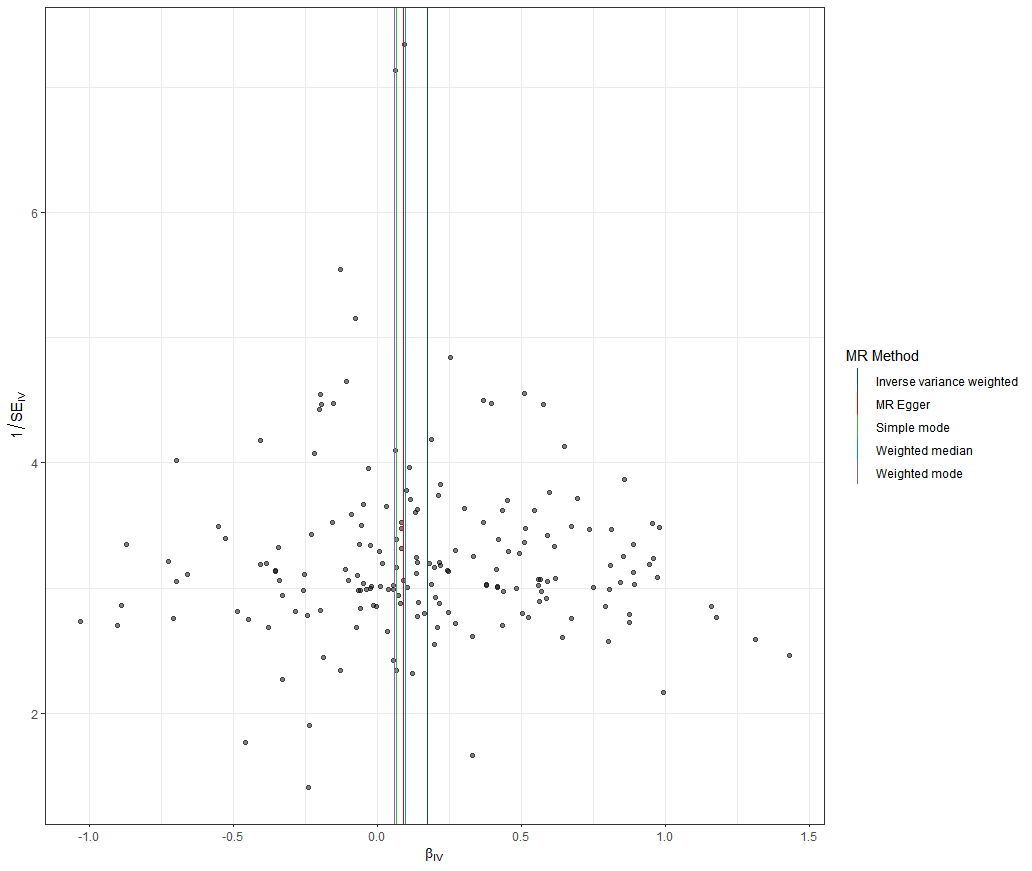 6
4
2
1/SE_IV
-1.0 -0.5 0.0 0.5 1.0 1.5
β_IV
MR Method
Inverse variance weighted
MR Egger
Simple mode
Weighted median
Weighted mode